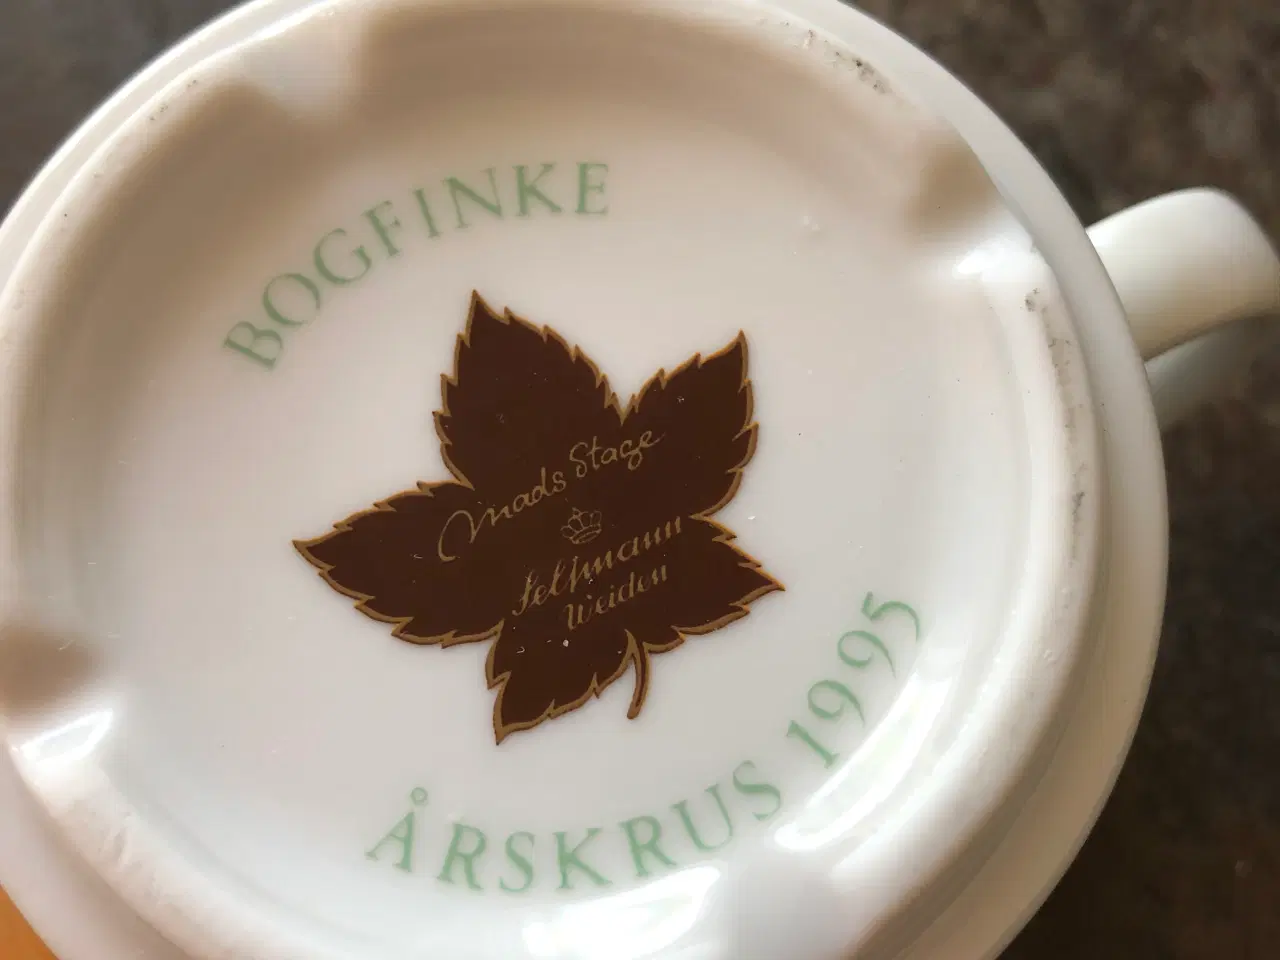 BOGFINKE
Mads Stage
Seltmann
Weiden
ÅRSKRUS 1995